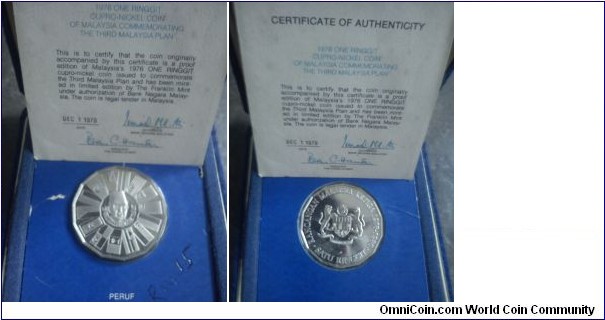 1976 ONE RINGGIT
CUPRO-NICKEL COIN
OF MALAYSIA COMMEMORATING
THE THIRD MALAYSIA PLAN
This is to certify that the coin originally
accompanied by this certificate is a proof
edition of Malaysia's 1976 ONE RINGGIT
cupro-nickel coin issued to commemorate
the Third Malaysia Plan and has been mint-
ed in limited edition by The Franklin Mint
under authorization of Bank Negara Malay-
sia. The coin is legal tender in Malaysia.
DEC 1 1978
PERUF
CERTIFICATE OF AUTHENTICITY
1976 ONE RINGGIT
CUPRO-NICKEL COIN
OF MALAYSIA COMMEMORATING
THE THIRD MALAYSIA PLAN
This is to certify that the coin originally
accompanied by this certificate is a proof
edition of Malaysia's 1976 ONE RINGGIT
cupro-nickel coin issued to commemorate
the Third Malaysia Plan and has been mint-
ed in limited edition by The Franklin Mint
under authorization of Bank Negara Malay-
sia. The coin is legal tender in Malaysia.
DEC 1 1978
OmniCoin.com World Coin Community